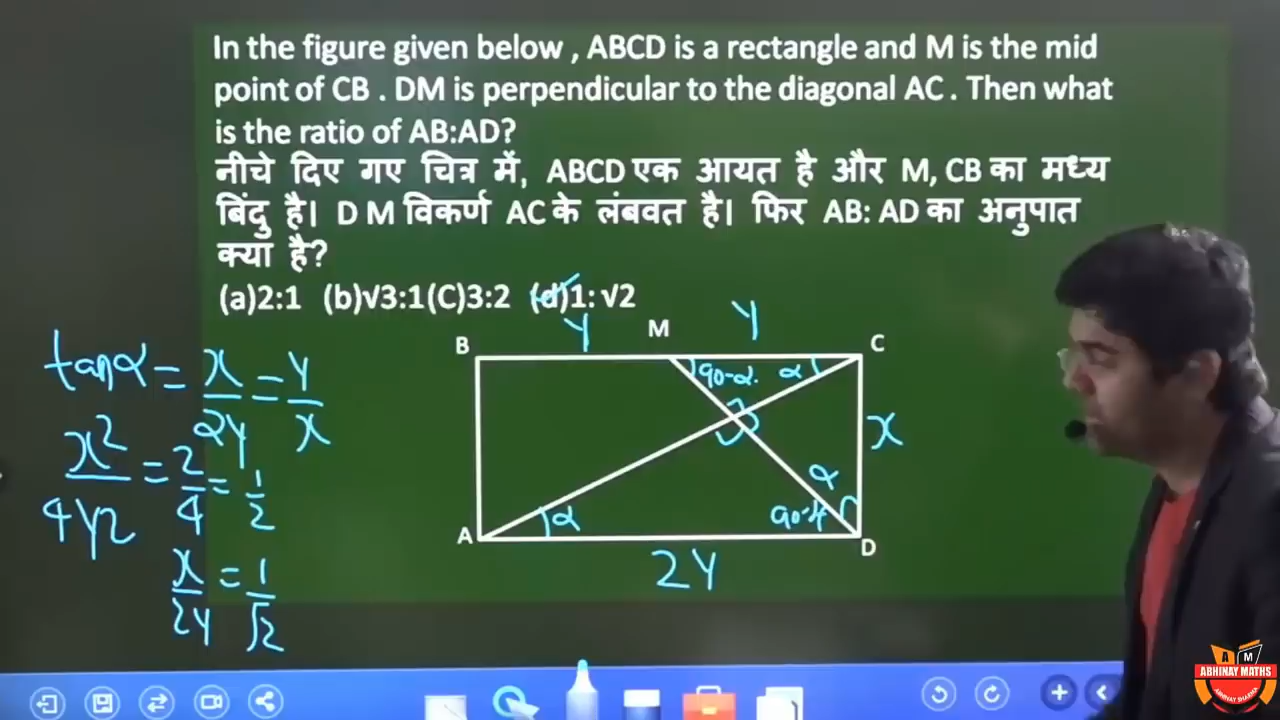 In the figure given below , ABCD is a rectangle and M is the mid
point of CB . DM is perpendicular to the diagonal AC . Then what
is the ratio of AB:AD?
नीचे दिए गए चित्र में, ABCD एक आयत है और M, CB का मध्य
बिंदु है। D M विकर्ण AC के लंबवत है। फिर AB: AD का अनुपात
क्या है?
(a)2:1 (b)√3:1(C)3:2 (d)1: √2
tanα = x/2y = y/x
x²/4y2 = 2/4 = 1/2
x/2y = 1/√2
y
M
y
B
C
90-α.
α
x
α
α
A
D
2y
A M
ABHINAY MATHS
ABHINAY SHARMA